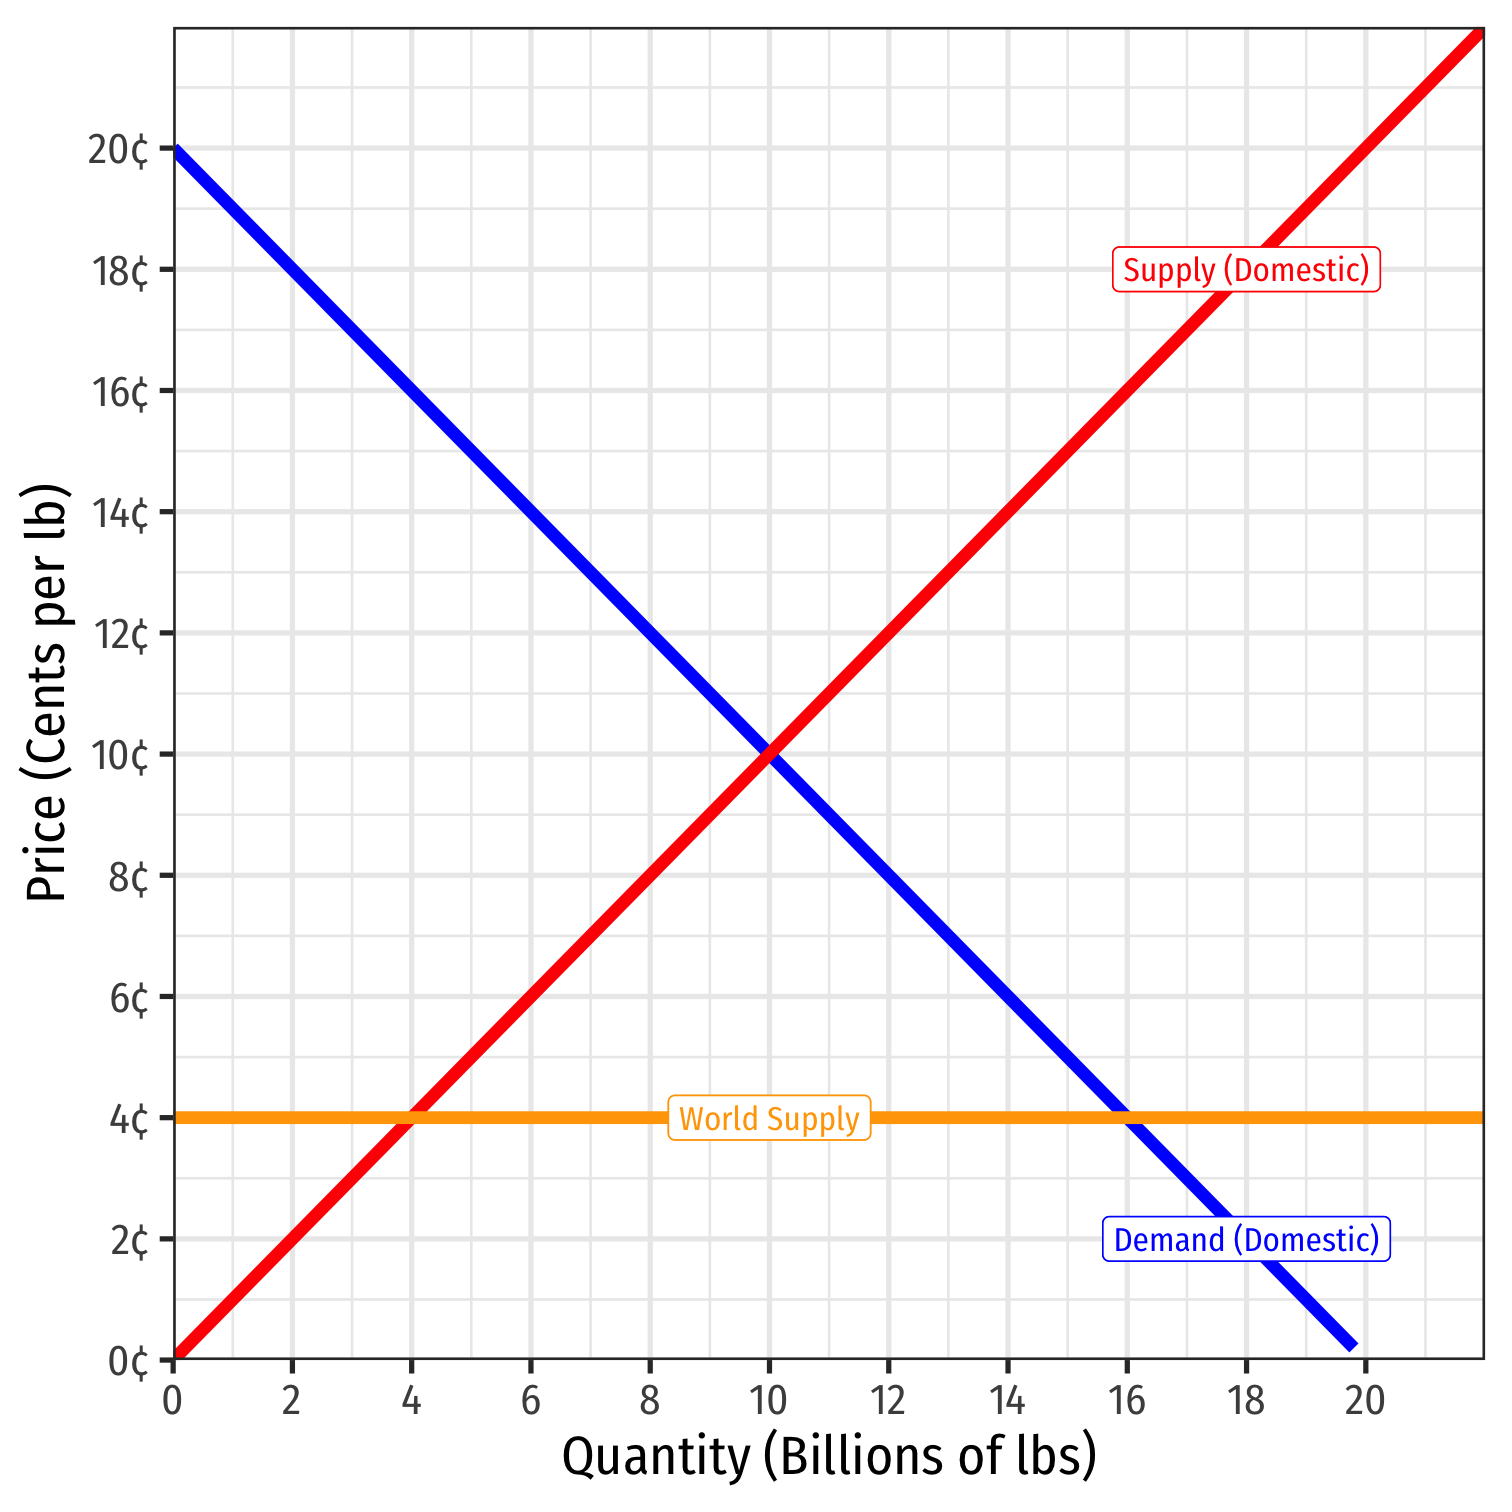 Price (Cents per lb)
20¢
18¢
16¢
14¢
12¢
10¢
8¢
6¢
4¢
2¢
0¢
Supply (Domestic)
World Supply
Demand (Domestic)
0 2 4 6 8 10 12 14 16 18 20
Quantity (Billions of lbs)